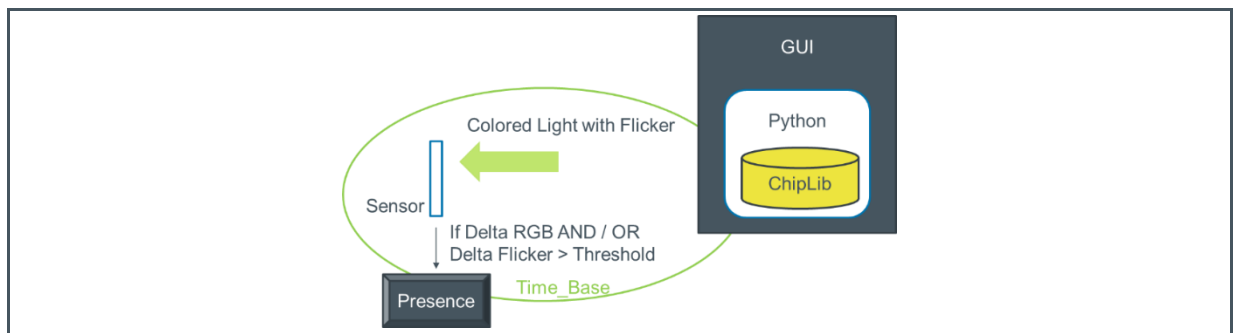 GUI
Python
ChipLib
Colored Light with Flicker
Sensor
If Delta RGB AND / OR
Delta Flicker > Threshold
Time_Base
Presence